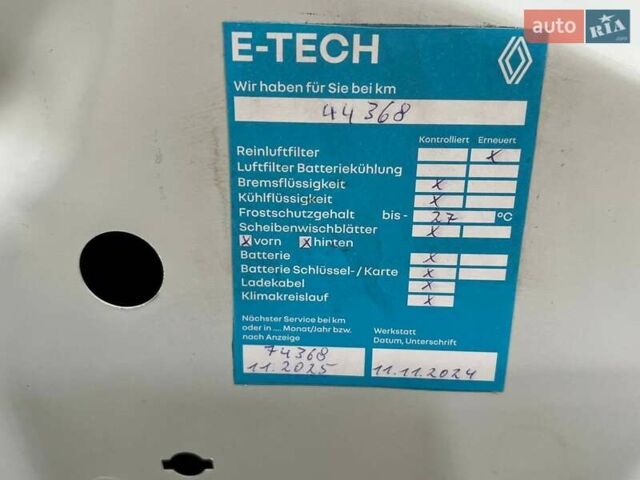 auto RIA .com
E-TECH
Wir haben für Sie bei km
44368
Kontrolliert Erneuert
Reinluftfilter x
Luftfilter Batteriekühlung
Bremsflüssigkeit x
Kühlflüssigkeit x
Frostschutzgehalt bis - 27 °C
Scheibenwischblätter x
x vorn x hinten
Batterie x
Batterie Schlüssel-/ Karte x
Ladekabel x
Klimakreislauf x
Nächster Service bei km
oder in .... Monat/Jahr bzw.
nach Anzeige
Werkstatt
Datum, Unterschrift
74368
11.2025
11.11.2024